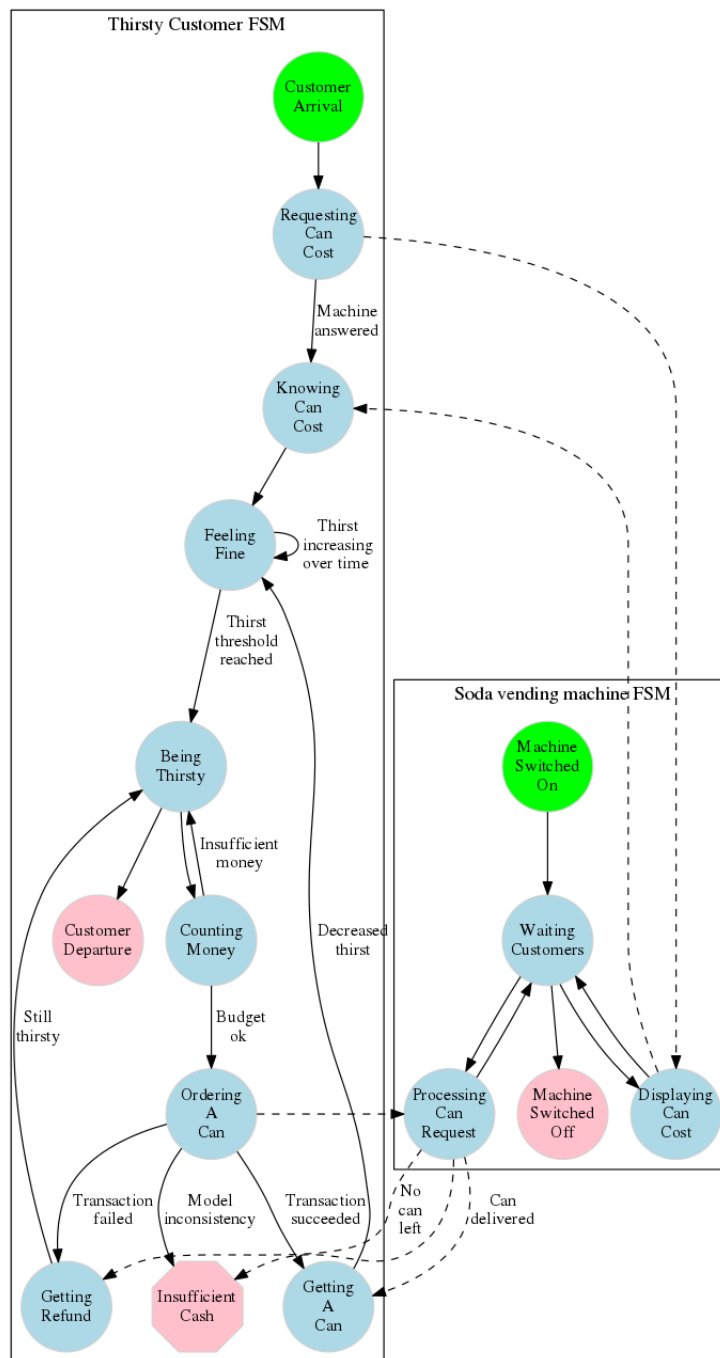 Thirsty Customer FSM
Customer
Arrival
Requesting
Can
Cost
Machine
answered
Knowing
Can
Cost
Feeling
Fine
Thirst
increasing
over time
Thirst
threshold
reached
Soda vending machine FSM
Being
Thirsty
Machine
Switched
On
Insufficient
money
Customer
Departure
Counting
Money
Decreased
thirst
Waiting
Customers
Still
thirsty
Budget
ok
Ordering
A
Can
Processing
Can
Request
Machine
Switched
Off
Displaying
Can
Cost
Transaction
failed
Model
inconsistency
Transaction
succeeded
No
can
left
Can
delivered
Getting
Refund
Insufficient
Cash
Getting
A
Can